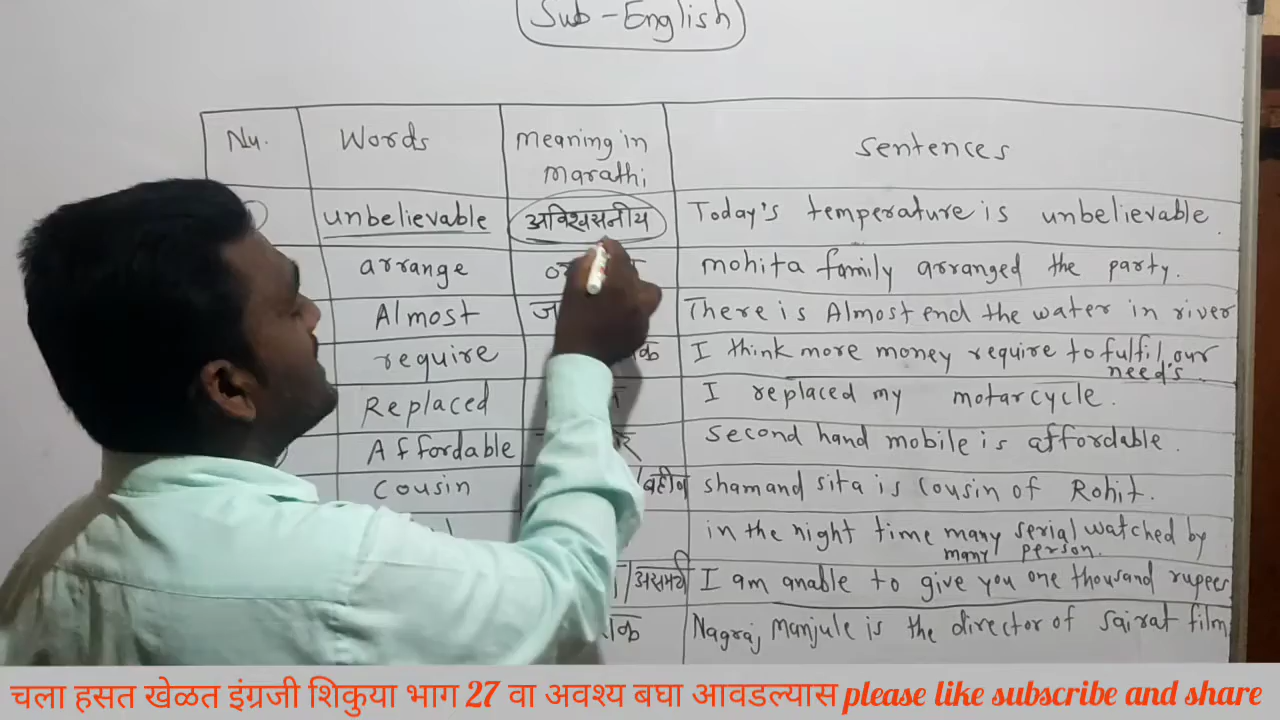 Sub - English
Nu. Words Meaning in Marathi, Sentences
unbelievable अविश्वसनीय Today's temperature is unbelievable.
arrange mohita family arranged the party.
Almost There is Almost end the water in river
require I think more money require to fulfil, our need's.
Replaced I replaced my motarcycle.
Affordable Second hand mobile is affordable.
Cousin /बहीण sham and sita is Cousin of Rohit.
in the night time many serial watched by many person.
/असमर्थ I am anable to give you one thousand rupees
Nagraj Manjule is the director of sairat film
चला हसत खेळत इंग्रजी शिकुया भाग 27 वा अवश्य बघा आवडल्यास please like subscribe and share